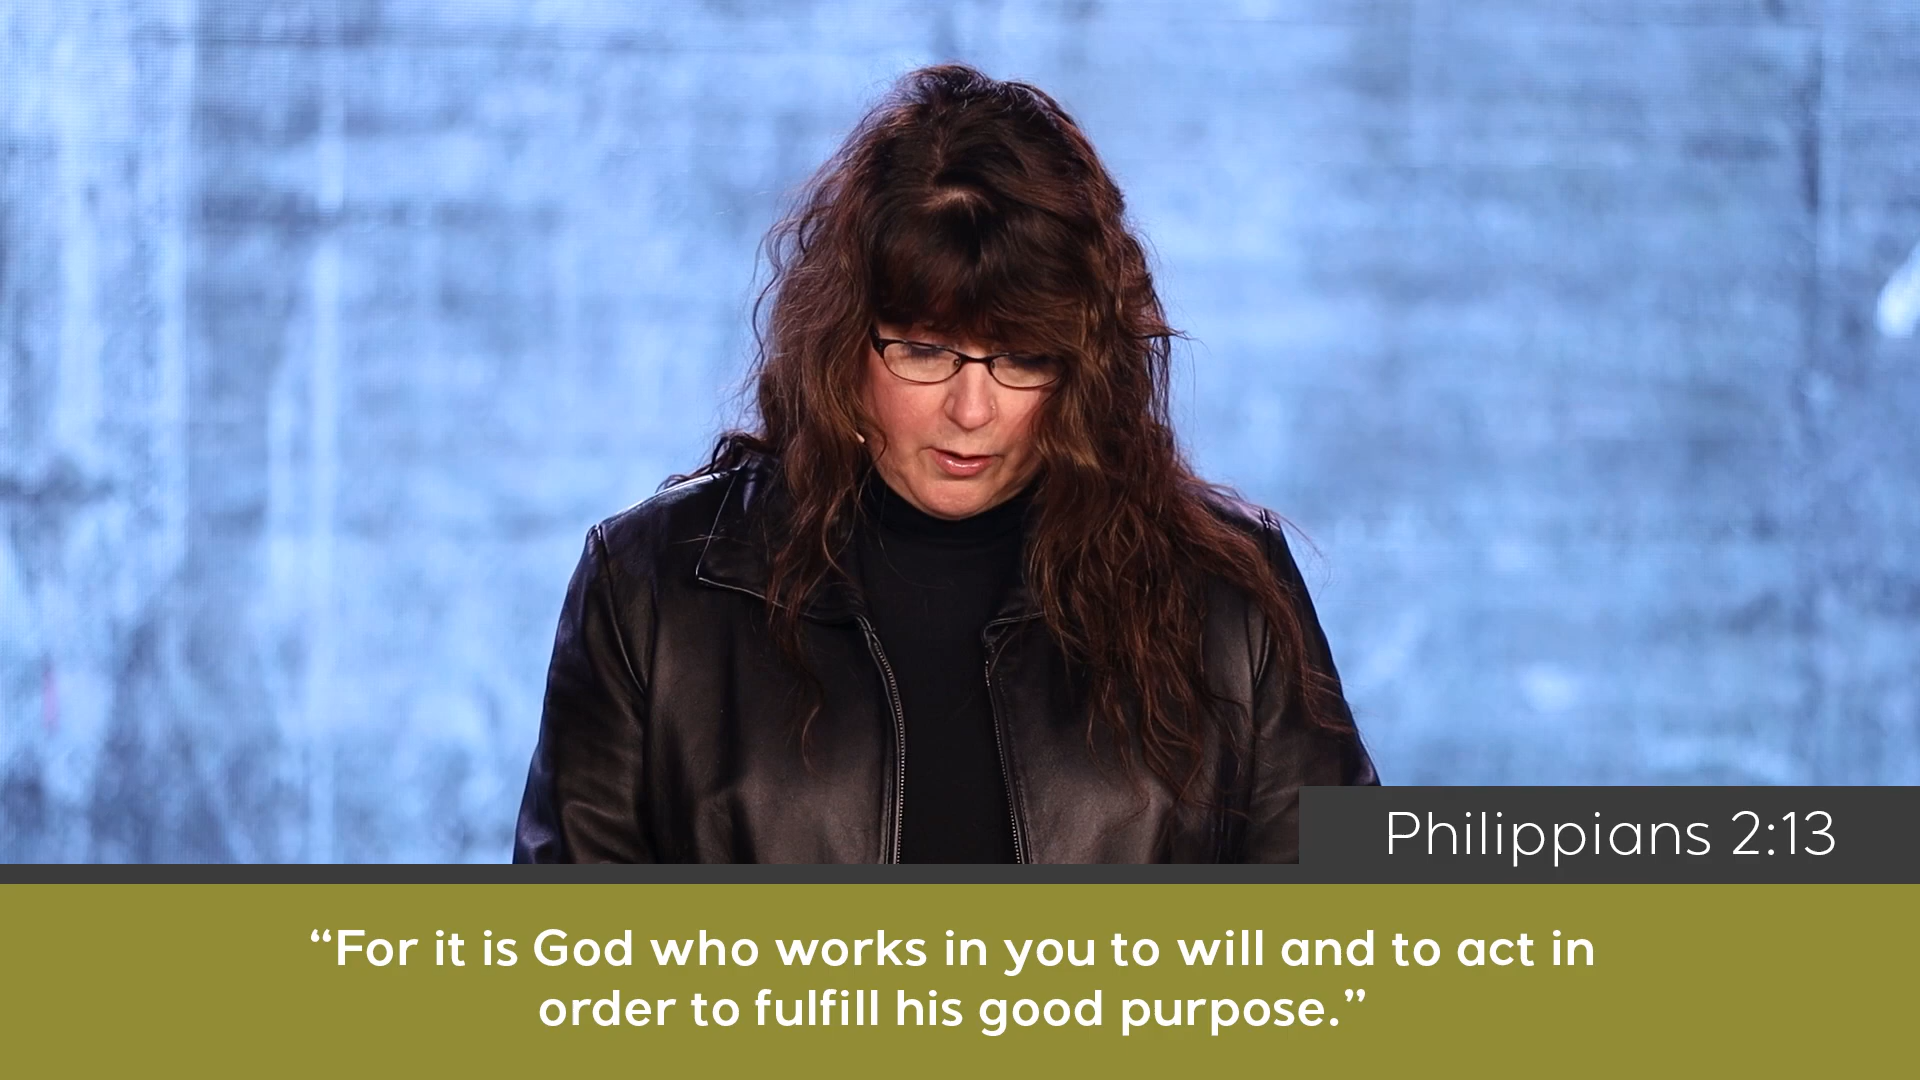 Philippians 2:13
“For it is God who works in you to will and to act in
order to fulfill his good purpose.”